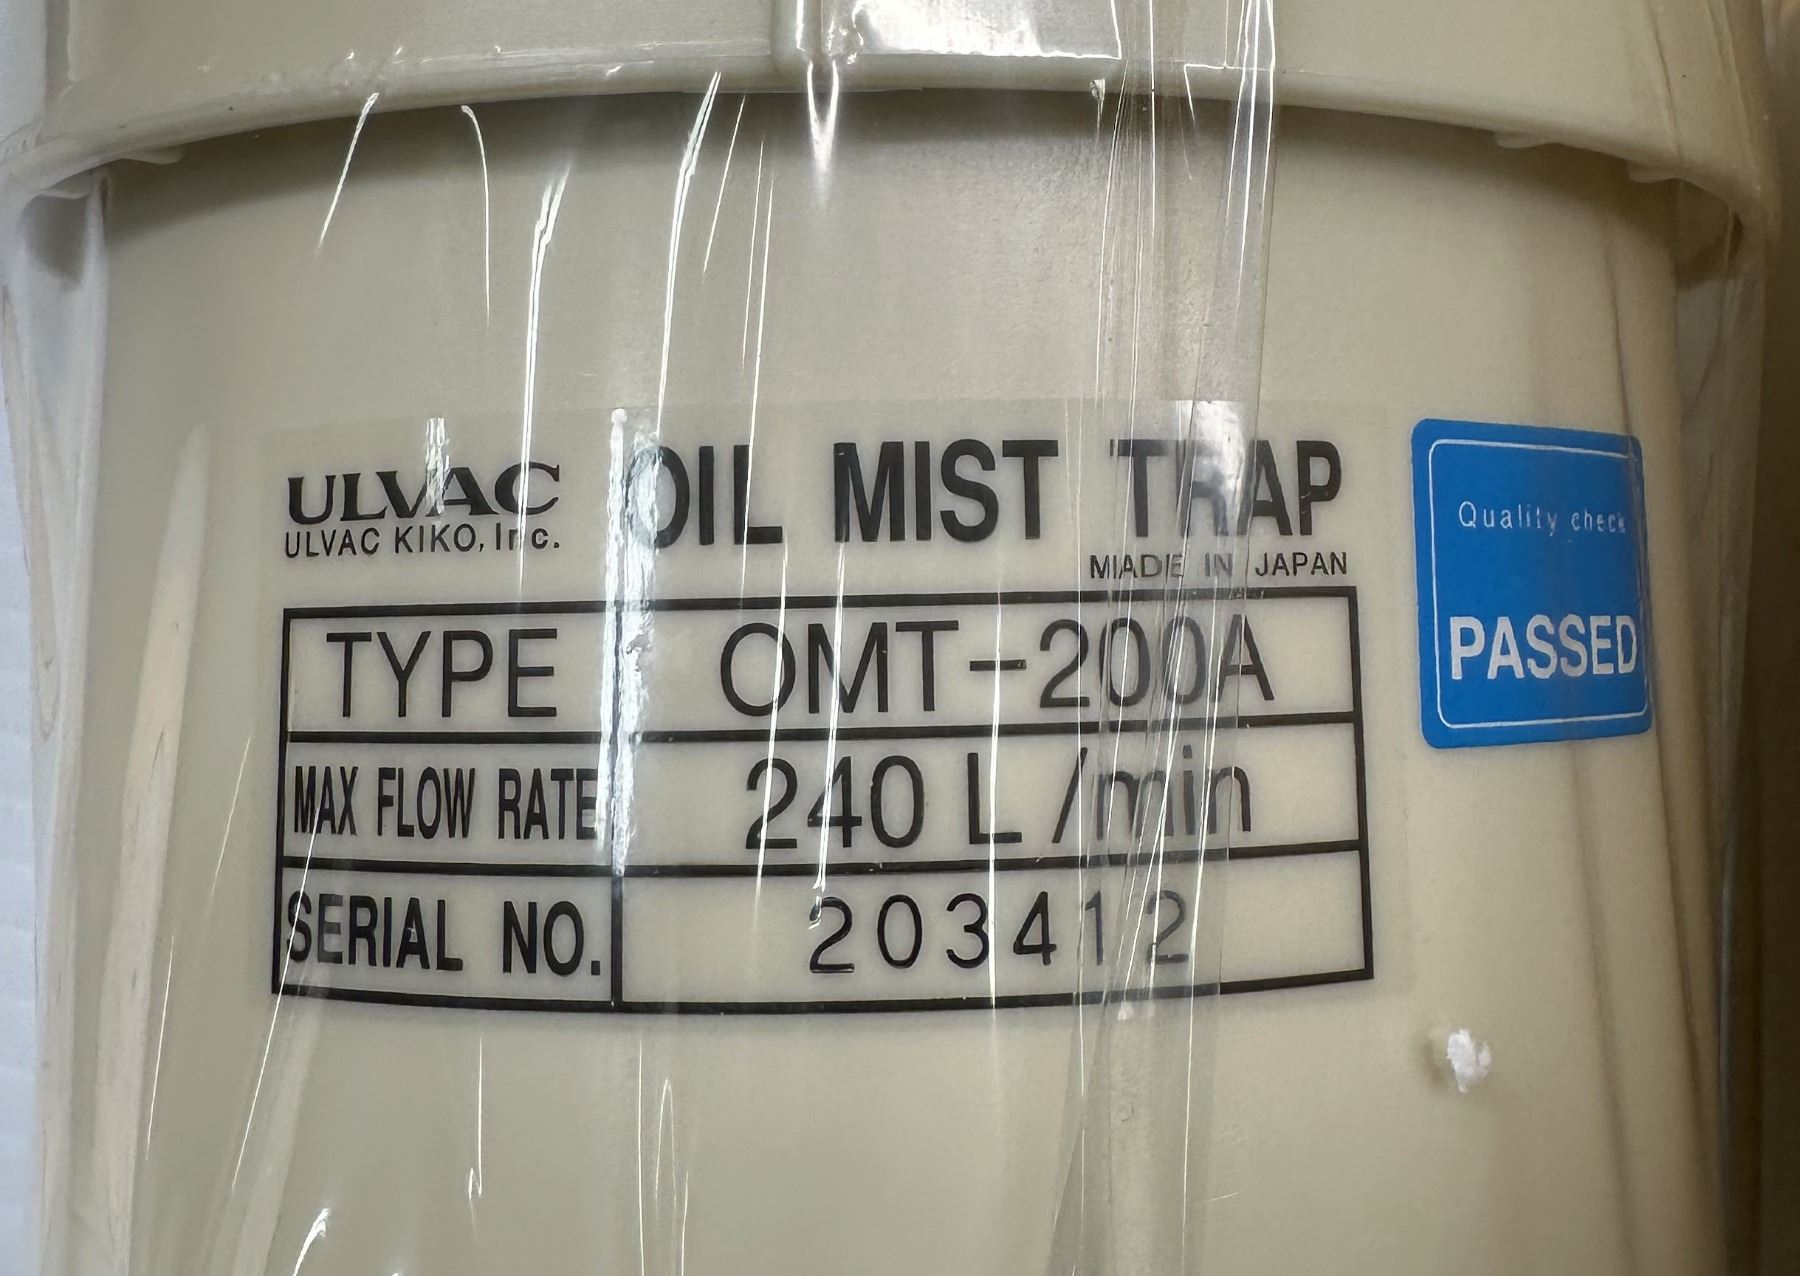 ULVAC OIL MIST TRAP
ULVAC KIKO, Inc.
MADE IN JAPAN
TYPE OMT-200A
MAX FLOW RATE 240 L/min
SERIAL NO. 203412
Quality check
PASSED